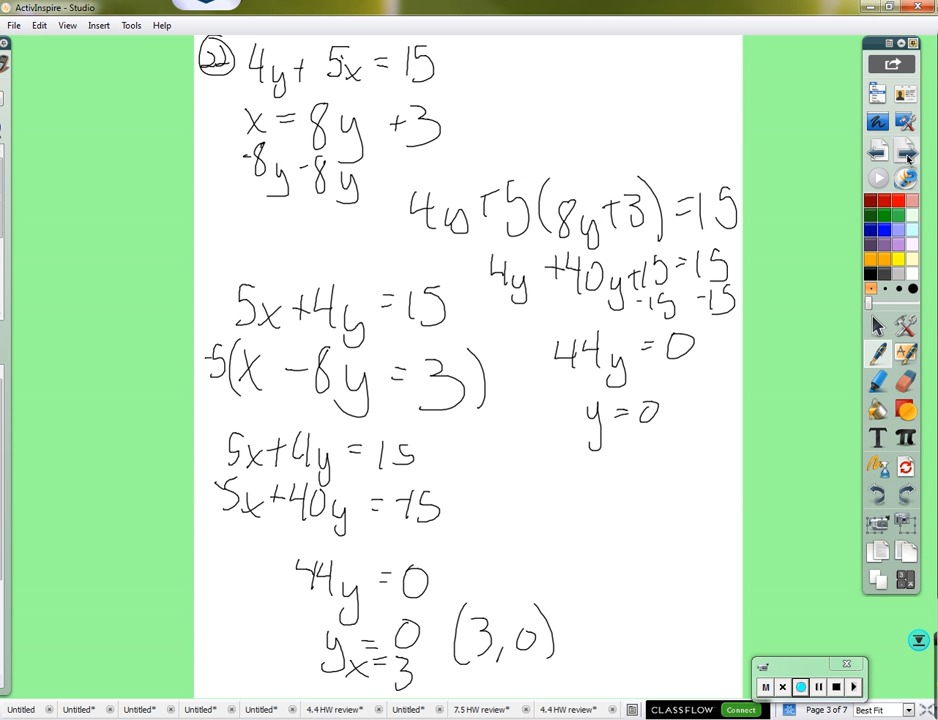 ActivInspire - Studio
File Edit View Insert Tools Help
22 4y + 5x = 15
x = 8y + 3
-8y -8y
4y + 5(8y+3) = 15
4y + 40y + 15 = 15
-15 -15
44y = 0
y = 0
5x + 4y = 15
-5(x - 8y = 3)
5x + 4y = 15
-5x + 40y = -15
44y = 0
y = 0 (3, 0)
x = 3
Untitled Untitled* Untitled* Untitled* Untitled* 4.4 HW review* Untitled* 7.5 HW review* 4.4 HW review* CLASSFLOW Connect Page 3 of 7 Best Fit